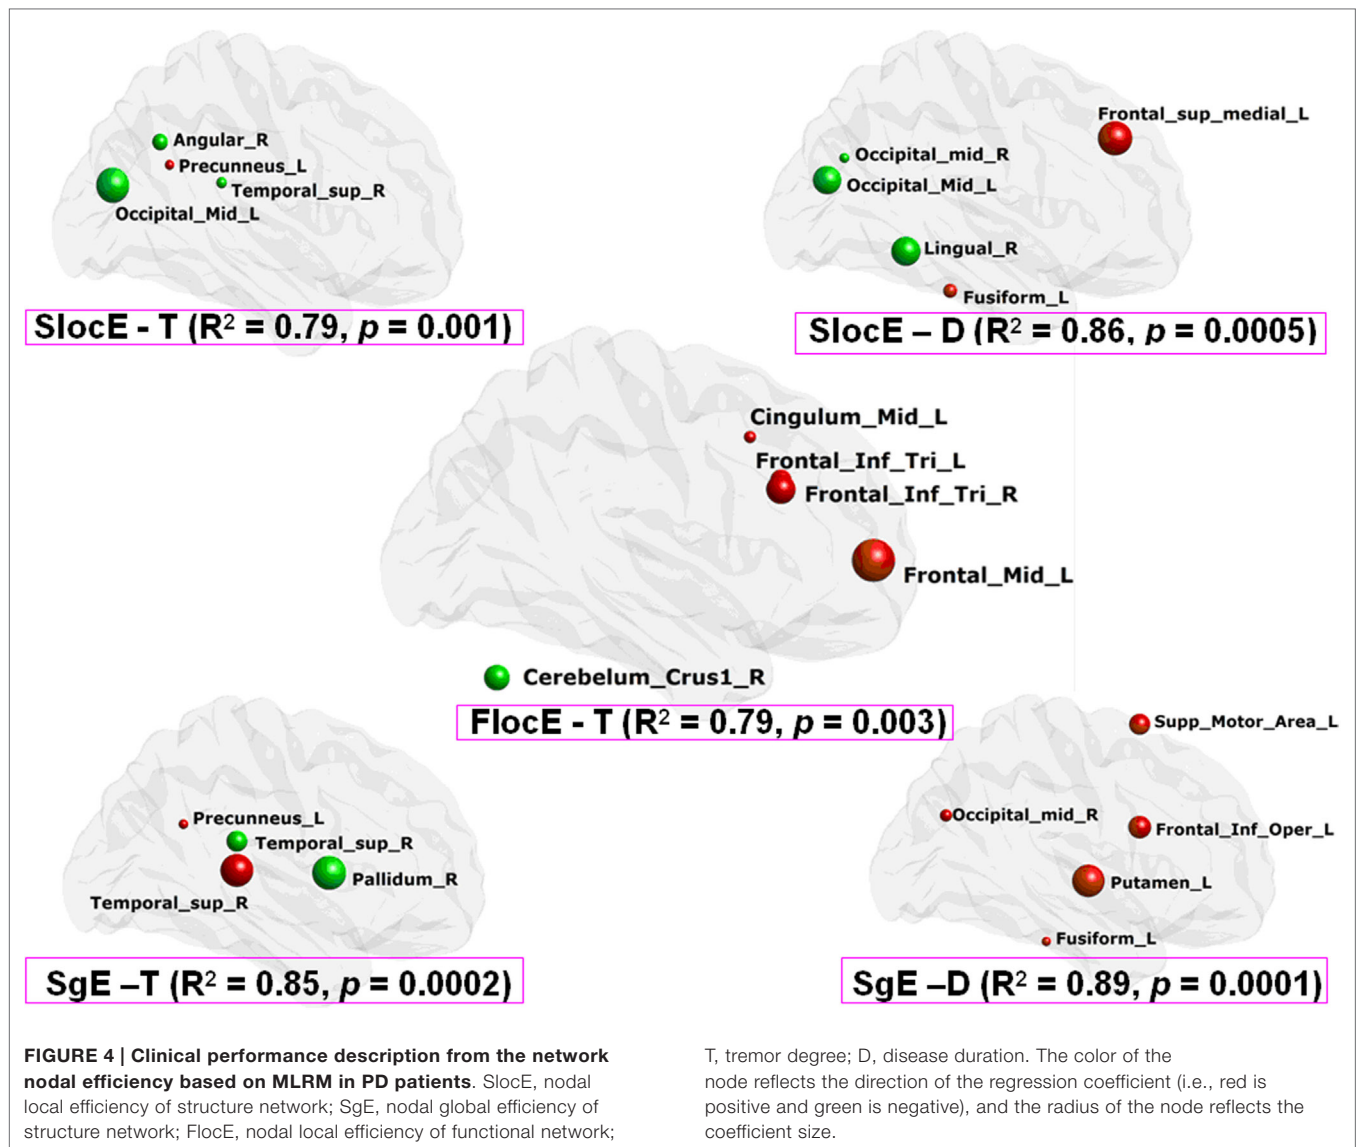 Angular_R
Precunneus_L
Temporal_sup_R
Occipital_Mid_L
SlocE - T (R² = 0.79, p = 0.001)
Frontal_sup_medial_L
Occipital_mid_R
Occipital_Mid_L
Lingual_R
Fusiform_L
SlocE – D (R² = 0.86, p = 0.0005)
Cingulum_Mid_L
Frontal_Inf_Tri_L
Frontal_Inf_Tri_R
Frontal_Mid_L
Cerebelum_Crus1_R
FlocE - T (R² = 0.79, p = 0.003)
Precunneus_L
Temporal_sup_R
Pallidum_R
Temporal_sup_R
SgE –T (R² = 0.85, p = 0.0002)
Supp_Motor_Area_L
Occipital_mid_R
Frontal_Inf_Oper_L
Putamen_L
Fusiform_L
SgE –D (R² = 0.89, p = 0.0001)
FIGURE 4 | Clinical performance description from the network
nodal efficiency based on MLRM in PD patients. SlocE, nodal
local efficiency of structure network; SgE, nodal global efficiency of
structure network; FlocE, nodal local efficiency of functional network;
T, tremor degree; D, disease duration. The color of the
node reflects the direction of the regression coefficient (i.e., red is
positive and green is negative), and the radius of the node reflects the
coefficient size.